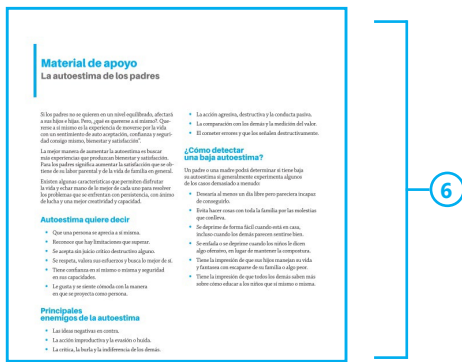 Material de apoyo
La autoestima de los padres
Si los padres no se quieren en un nivel equilibrado, afectará
a sus hijos e hijas. Pero, ¿qué es quererse a sí mismo?. Que-
rerse a sí mismo es la experiencia de moverse por la vida
con un sentimiento de auto aceptación, confianza y seguri-
dad consigo mismo, bienestar y satisfacción".
La mejor manera de aumentar la autoestima es buscar
más experiencias que produzcan bienestar y satisfacción.
Para los padres significa aumentar la satisfacción que se ob-
tiene de su labor parental y de la vida de familia en general.
Existen algunas características que permiten disfrutar
la vida y echar mano de lo mejor de cada uno para resolver
los problemas que se enfrentan con persistencia, con ánimo
de lucha y una mejor creatividad y capacidad.
Autoestima quiere decir
• Que una persona se aprecia a sí misma.
• Reconoce que hay limitaciones que superar.
• Se acepta sin juicio crítico destructivo alguno.
• Se respeta, valora sus esfuerzos y busca lo mejor de sí.
• Tiene confianza en sí mismo o misma y seguridad
en sus capacidades.
• Le gusta y se siente cómoda con la manera
en que se proyecta como persona.
Principales
enemigos de la autoestima
• Las ideas negativas en contra.
• La acción improductiva y la evasión o huida.
• La crítica, la burla y la indiferencia de los demás.
• La acción agresiva, destructiva y la conducta pasiva.
• La comparación con los demás y la medición del valor.
• El cometer errores y que los señalen destructivamente.
¿Cómo detectar
una baja autoestima?
Un padre o una madre podrá determinar si tiene baja
su autoestima si generalmente experimenta algunos
de los casos demasiado a menudo:
• Descaría al menos un día libre pero pareciera incapaz
de conseguirlo.
• Evita hacer cosas con toda la familia por las molestias
que conlleva.
• Se deprime de forma fácil cuando está en casa,
incluso cuando los demás parecen sentirse bien.
• Se enfada o se deprime cuando los niños le dicen
algo ofensivo, en lugar de mantener la compostura.
• Tiene la impresión de que sus hijos manejan su vida
y fantasea con escaparse de su familia o algo peor.
• Tiene la impresión de que todos los demás saben más
sobre cómo educar a los niños que sí mismo o misma.
6